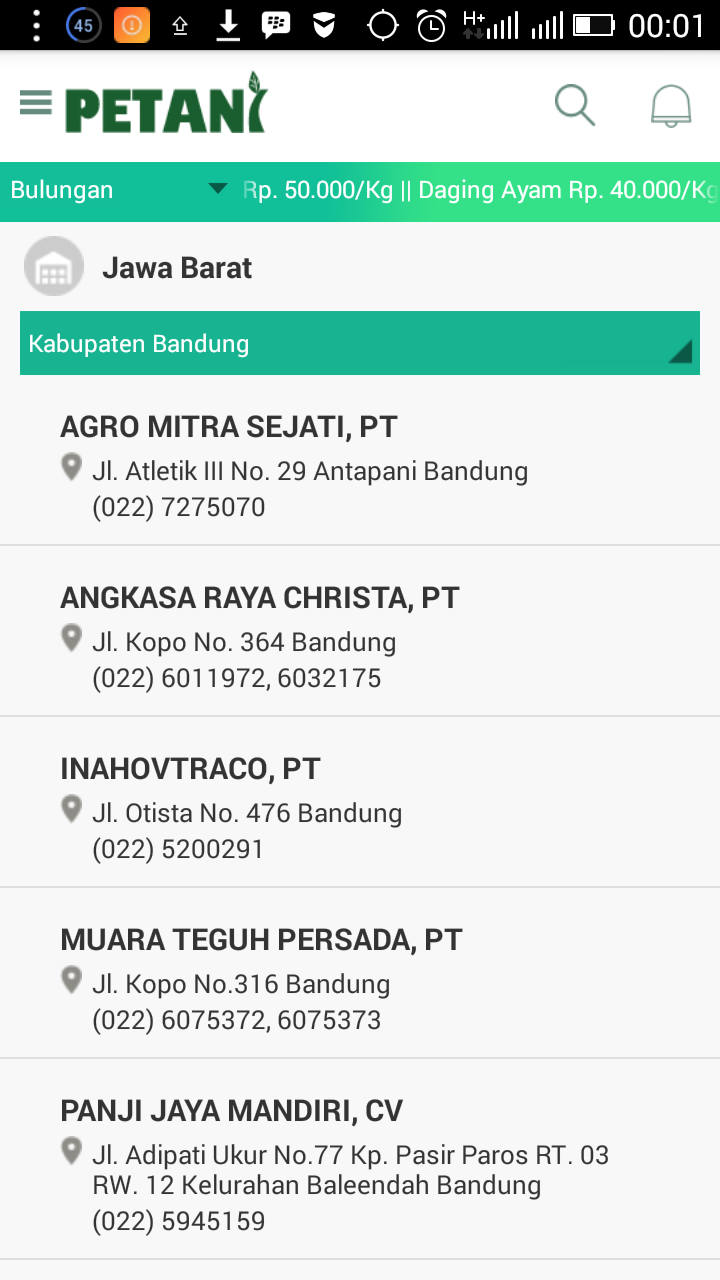 45
H+
00:01
PETANI
Bulungan
Rp. 50.000/Kg || Daging Ayam Rp. 40.000/Kg
Jawa Barat
Kabupaten Bandung
AGRO MITRA SEJATI, PT
Jl. Atletik III No. 29 Antapani Bandung
(022) 7275070
ANGKASA RAYA CHRISTA, PT
Jl. Kopo No. 364 Bandung
(022) 6011972, 6032175
INAHOVTRACO, PT
Jl. Otista No. 476 Bandung
(022) 5200291
MUARA TEGUH PERSADA, PT
Jl. Kopo No.316 Bandung
(022) 6075372, 6075373
PANJI JAYA MANDIRI, CV
Jl. Adipati Ukur No.77 Kp. Pasir Paros RT. 03
RW. 12 Kelurahan Baleendah Bandung
(022) 5945159